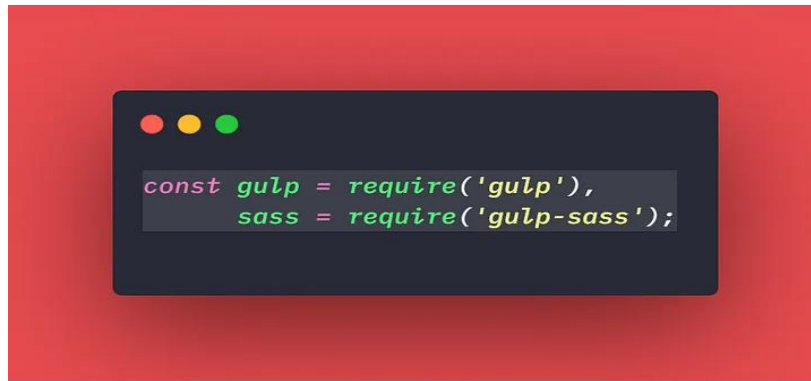 const gulp = require('gulp'),
sass = require('gulp-sass');